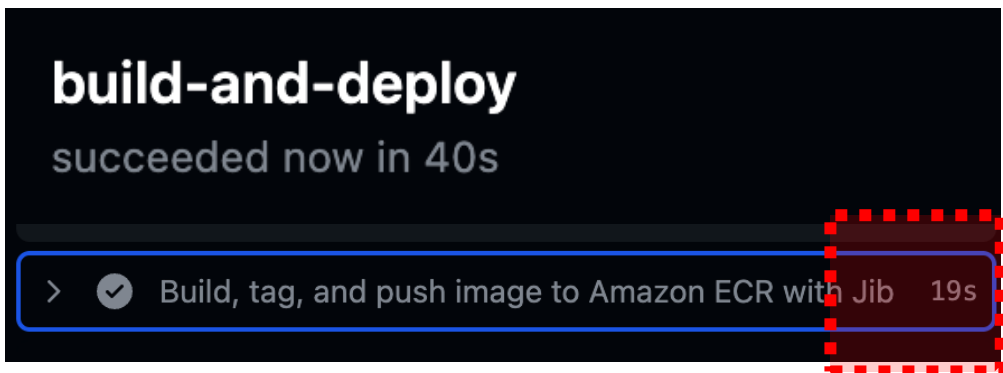 build-and-deploy
succeeded now in 40s
Build, tag, and push image to Amazon ECR with Jib 19s